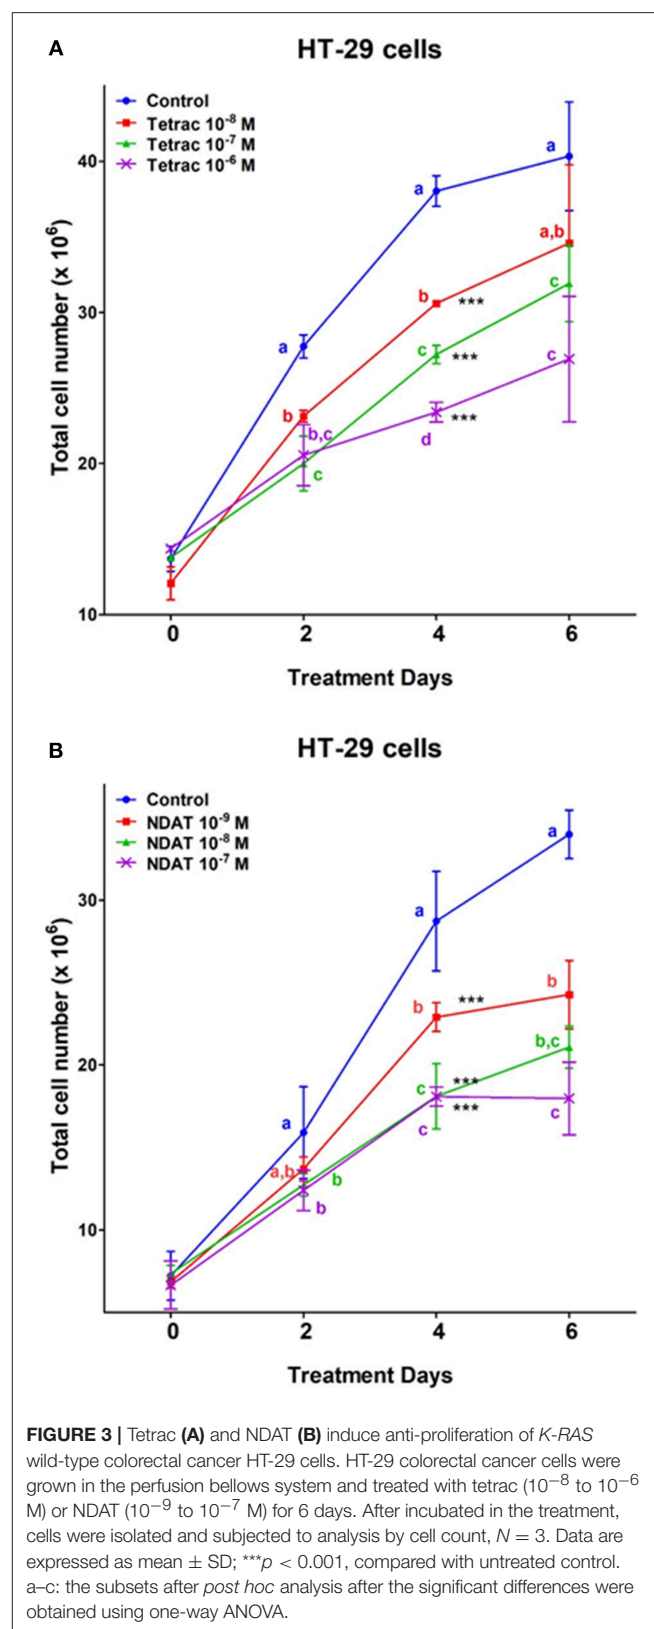 A
HT-29 cells
Control
Tetrac 10⁻⁸ M
Tetrac 10⁻⁷ M
Tetrac 10⁻⁶ M
Total cell number (x 10⁶)
40
30
20
10
a
a
a
a,b
b
***
c
c
***
c
b
b,c
c
***
d
0
2
4
6
Treatment Days
B
HT-29 cells
Control
NDAT 10⁻⁹ M
NDAT 10⁻⁸ M
NDAT 10⁻⁷ M
Total cell number (x 10⁶)
30
20
10
a
a
a
b
***
b
b,c
c
***
***
c
c
a,b
b
b
0
2
4
6
Treatment Days
FIGURE 3 | Tetrac (A) and NDAT (B) induce anti-proliferation of K-RAS
wild-type colorectal cancer HT-29 cells. HT-29 colorectal cancer cells were
grown in the perfusion bellows system and treated with tetrac (10⁻⁸ to 10⁻⁶
M) or NDAT (10⁻⁹ to 10⁻⁷ M) for 6 days. After incubated in the treatment,
cells were isolated and subjected to analysis by cell count, N = 3. Data are
expressed as mean ± SD; ***p < 0.001, compared with untreated control.
a–c: the subsets after post hoc analysis after the significant differences were
obtained using one-way ANOVA.